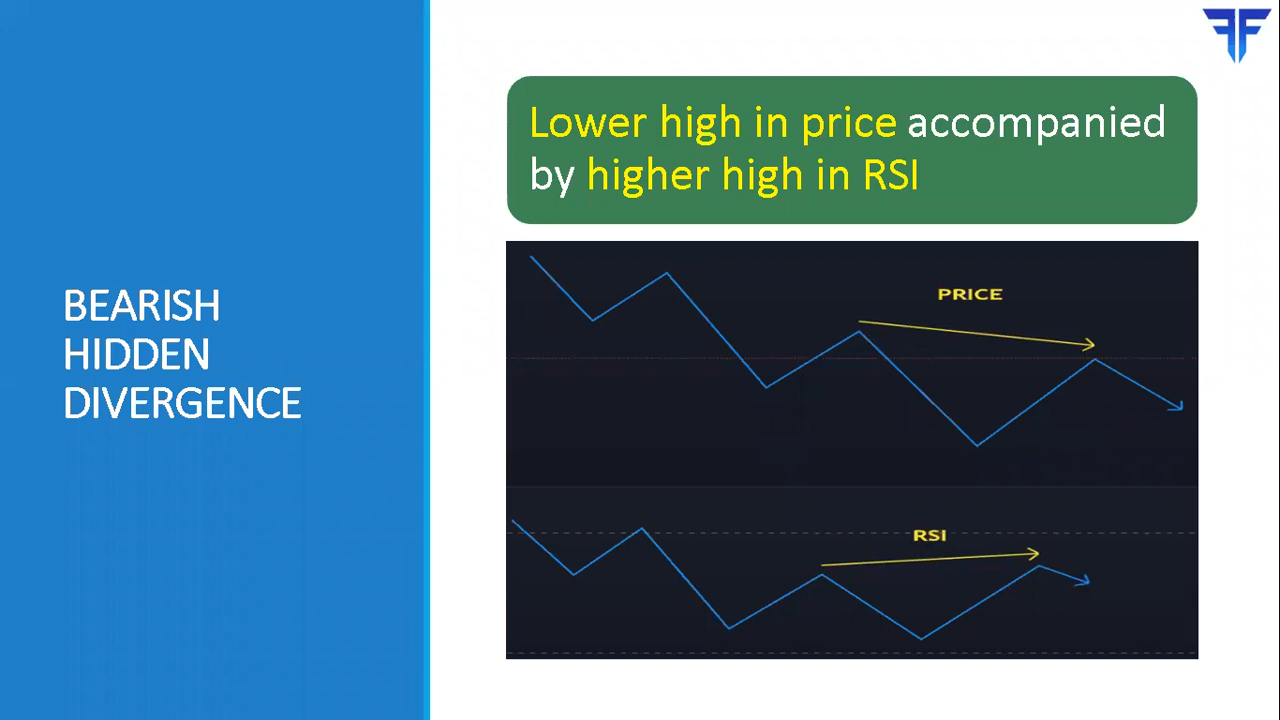 BEARISH
HIDDEN
DIVERGENCE
Lower high in price accompanied
by higher high in RSI
PRICE
RSI